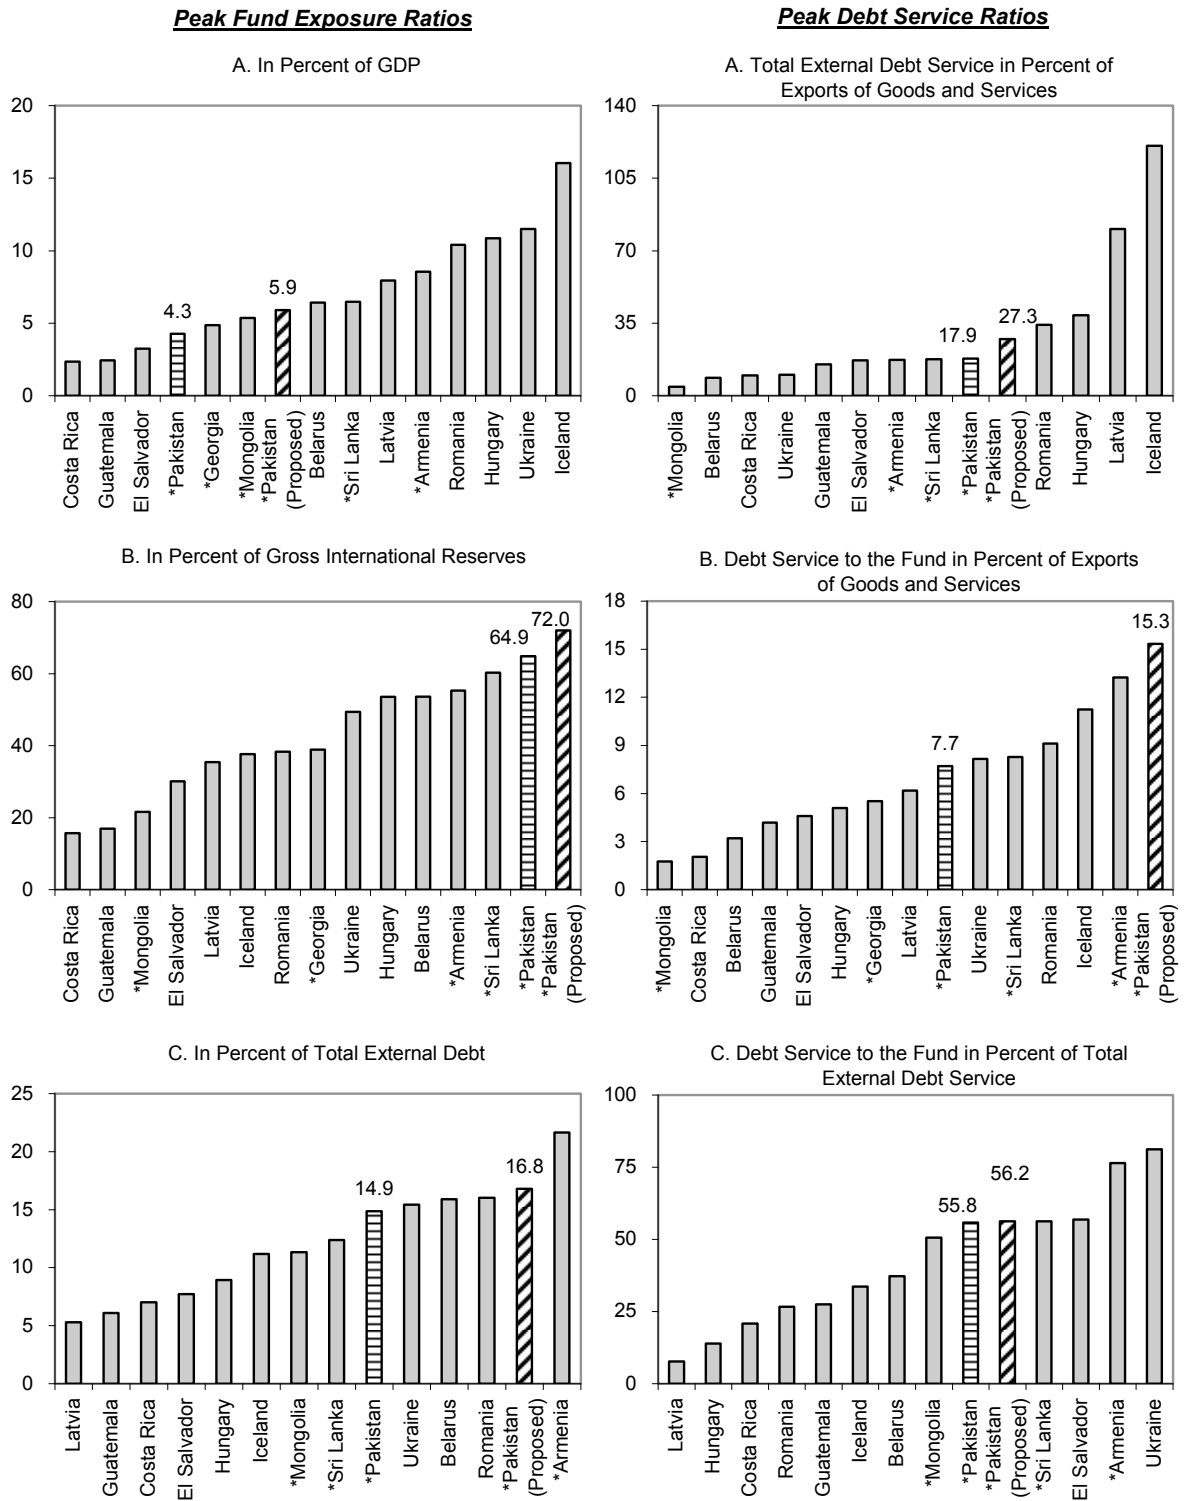 Peak Fund Exposure Ratios
A. In Percent of GDP
20
15
10
5
0
4.3
5.9
Costa Rica
Guatemala
El Salvador
*Pakistan
*Georgia
*Mongolia
*Pakistan
(Proposed)
Belarus
*Sri Lanka
Latvia
*Armenia
Romania
Hungary
Ukraine
Iceland
B. In Percent of Gross International Reserves
80
60
40
20
0
64.9
72.0
Costa Rica
Guatemala
*Mongolia
El Salvador
Latvia
Iceland
Romania
*Georgia
Ukraine
Hungary
Belarus
*Armenia
*Sri Lanka
*Pakistan
*Pakistan
(Proposed)
C. In Percent of Total External Debt
25
20
15
10
5
0
14.9
16.8
Latvia
Guatemala
Costa Rica
El Salvador
Hungary
Iceland
*Mongolia
*Sri Lanka
*Pakistan
Ukraine
Belarus
Romania
*Pakistan
(Proposed)
*Armenia
Peak Debt Service Ratios
A. Total External Debt Service in Percent of
Exports of Goods and Services
140
105
70
35
0
17.9
27.3
*Mongolia
Belarus
Costa Rica
Ukraine
Guatemala
El Salvador
*Armenia
*Sri Lanka
*Pakistan
*Pakistan
(Proposed)
Romania
Hungary
Latvia
Iceland
B. Debt Service to the Fund in Percent of Exports
of Goods and Services
18
15
12
9
6
3
0
7.7
15.3
*Mongolia
Costa Rica
Belarus
Guatemala
El Salvador
Hungary
*Georgia
Latvia
*Pakistan
Ukraine
*Sri Lanka
Romania
Iceland
*Armenia
*Pakistan
(Proposed)
C. Debt Service to the Fund in Percent of Total
External Debt Service
100
75
50
25
0
55.8
56.2
Latvia
Hungary
Costa Rica
Romania
Guatemala
Iceland
Belarus
*Mongolia
*Pakistan
*Pakistan
(Proposed)
*Sri Lanka
El Salvador
*Armenia
Ukraine